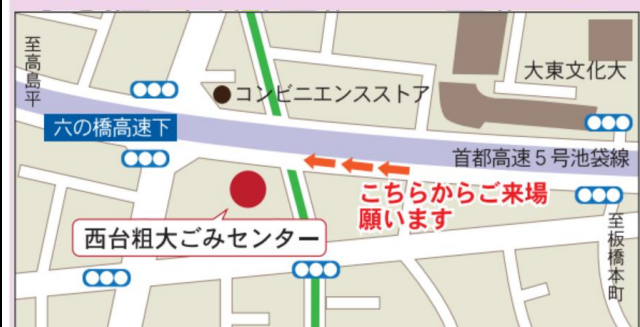 至高島平
大東文化大
コンビニエンスストア
六の橋高速下
首都高速5号池袋線
こちらからご来場
願います
西台粗大ごみセンター
至板橋本町